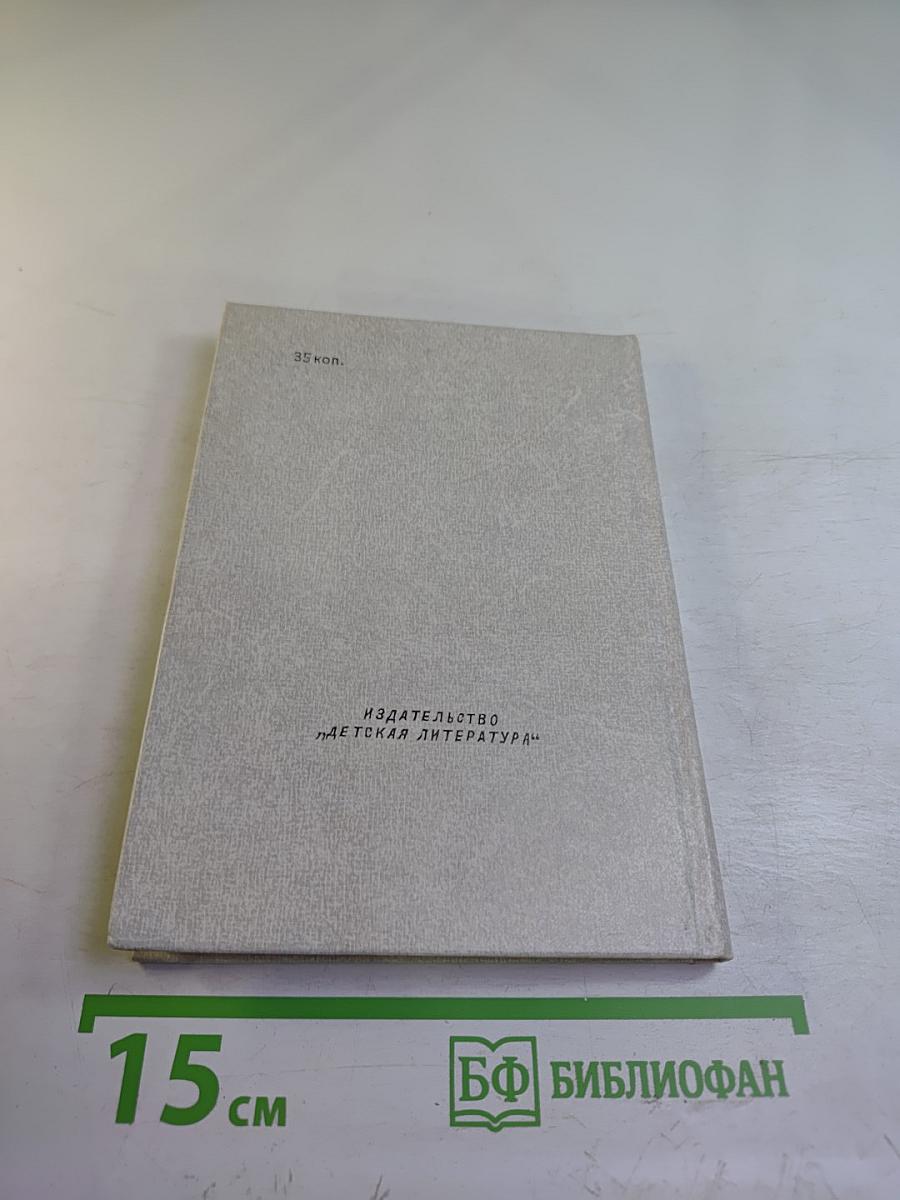 35 коп.
ИЗДАТЕЛЬСТВО
„ДЕТСКАЯ ЛИТЕРАТУРА“
15 см
БФ БИБЛИОФАН